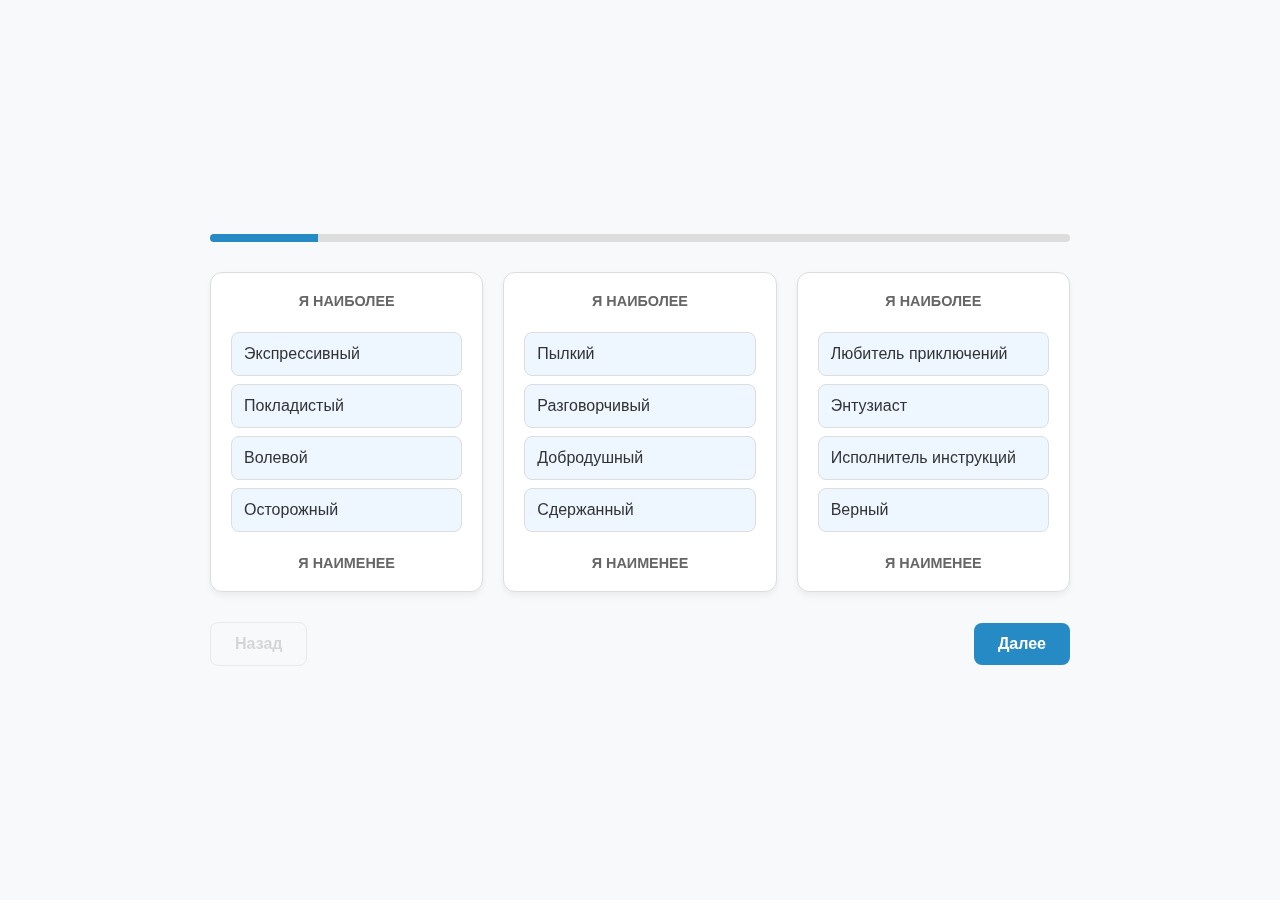 Я НАИБОЛЕЕ
Экспрессивный
Покладистый
Волевой
Осторожный
Я НАИМЕНЕЕ
Я НАИБОЛЕЕ
Пылкий
Разговорчивый
Добродушный
Сдержанный
Я НАИМЕНЕЕ
Я НАИБОЛЕЕ
Любитель приключений
Энтузиаст
Исполнитель инструкций
Верный
Я НАИМЕНЕЕ
Назад
Далее